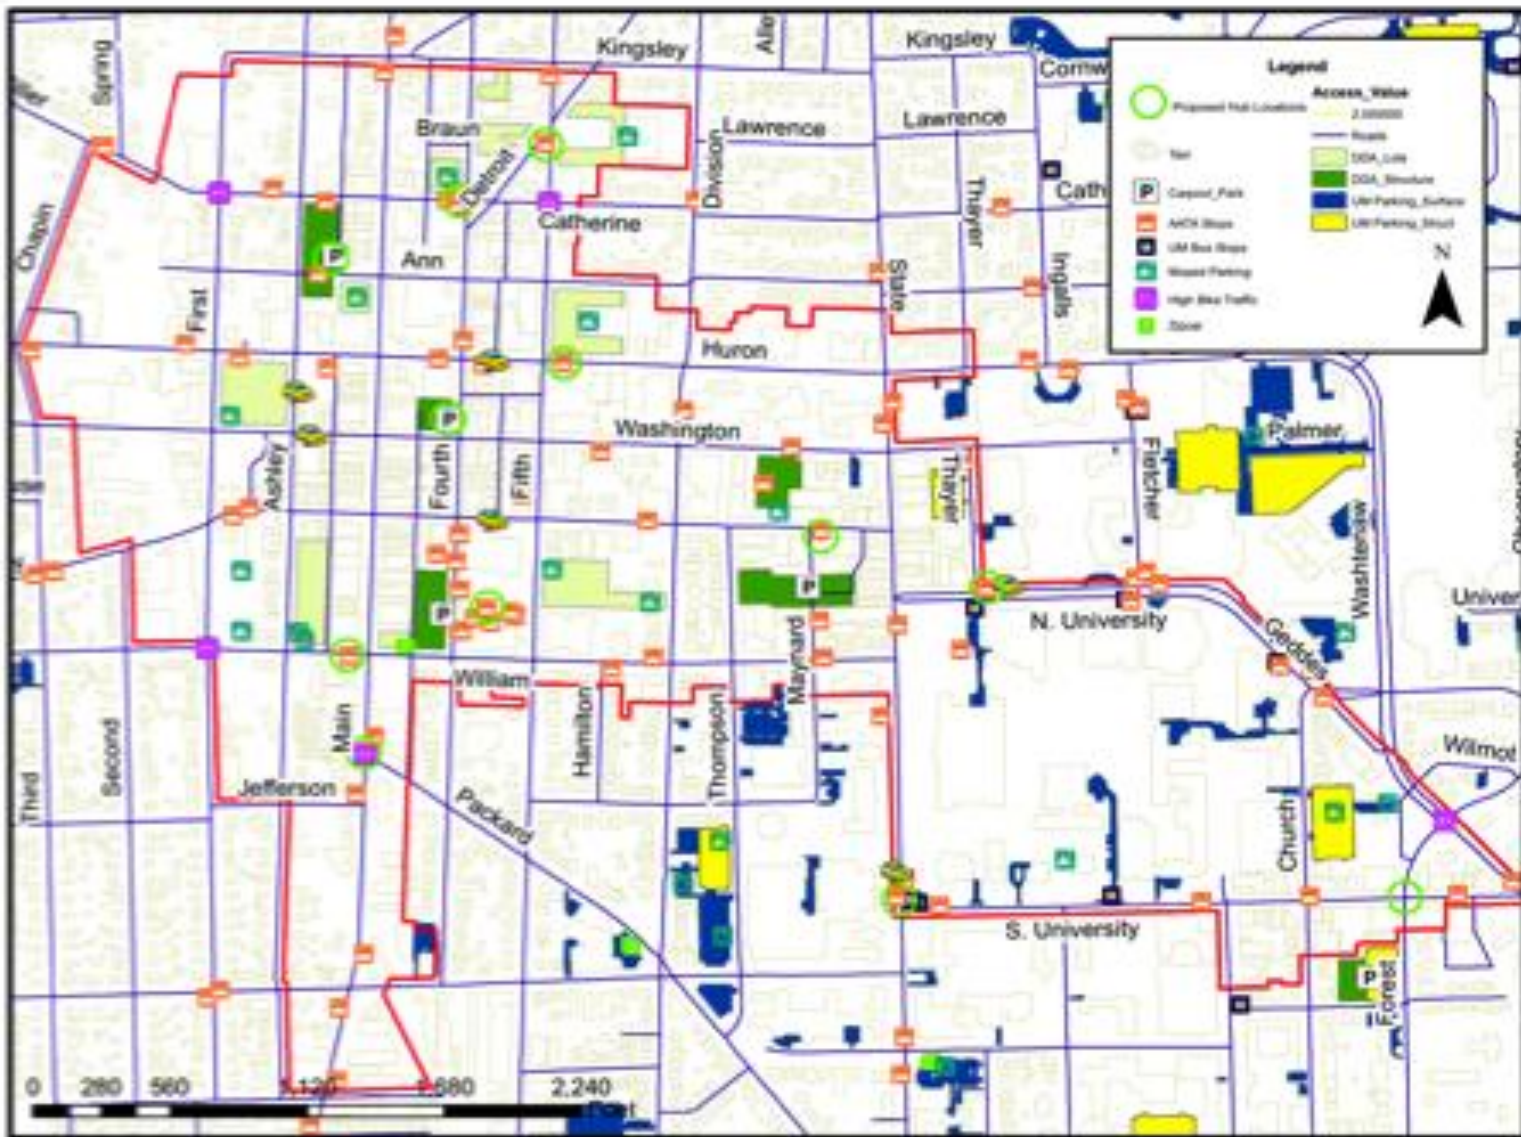 Kingsley
Kingsley
Spring
Braun
Lawrence
Lawrence
Detroit
Division
Thayer
Catherine
Chapin
Ann
First
State
Ingalls
Huron
Washington
Palmer
Ashley
Fourth
Fifth
Thayer
Fletcher
Washtenaw
N. University
Geddes
William
Maynard
Hamilton
Thompson
Main
Second
Third
Jefferson
Packard
Wilmot
Church
S. University
Forest
Legend
Proposed Hub Locations
Taxi
P Carpool_Park
AATA Stops
UM Bus Stops
Moped Parking
High Bike Traffic
Zipcar
Access_Value
Roads
DDA_Lots
DDA_Structure
UM Parking_Surface
UM Parking_Struct
N
P
P
P
P
P
0 280 560 1,120 1,680 2,240
Feet